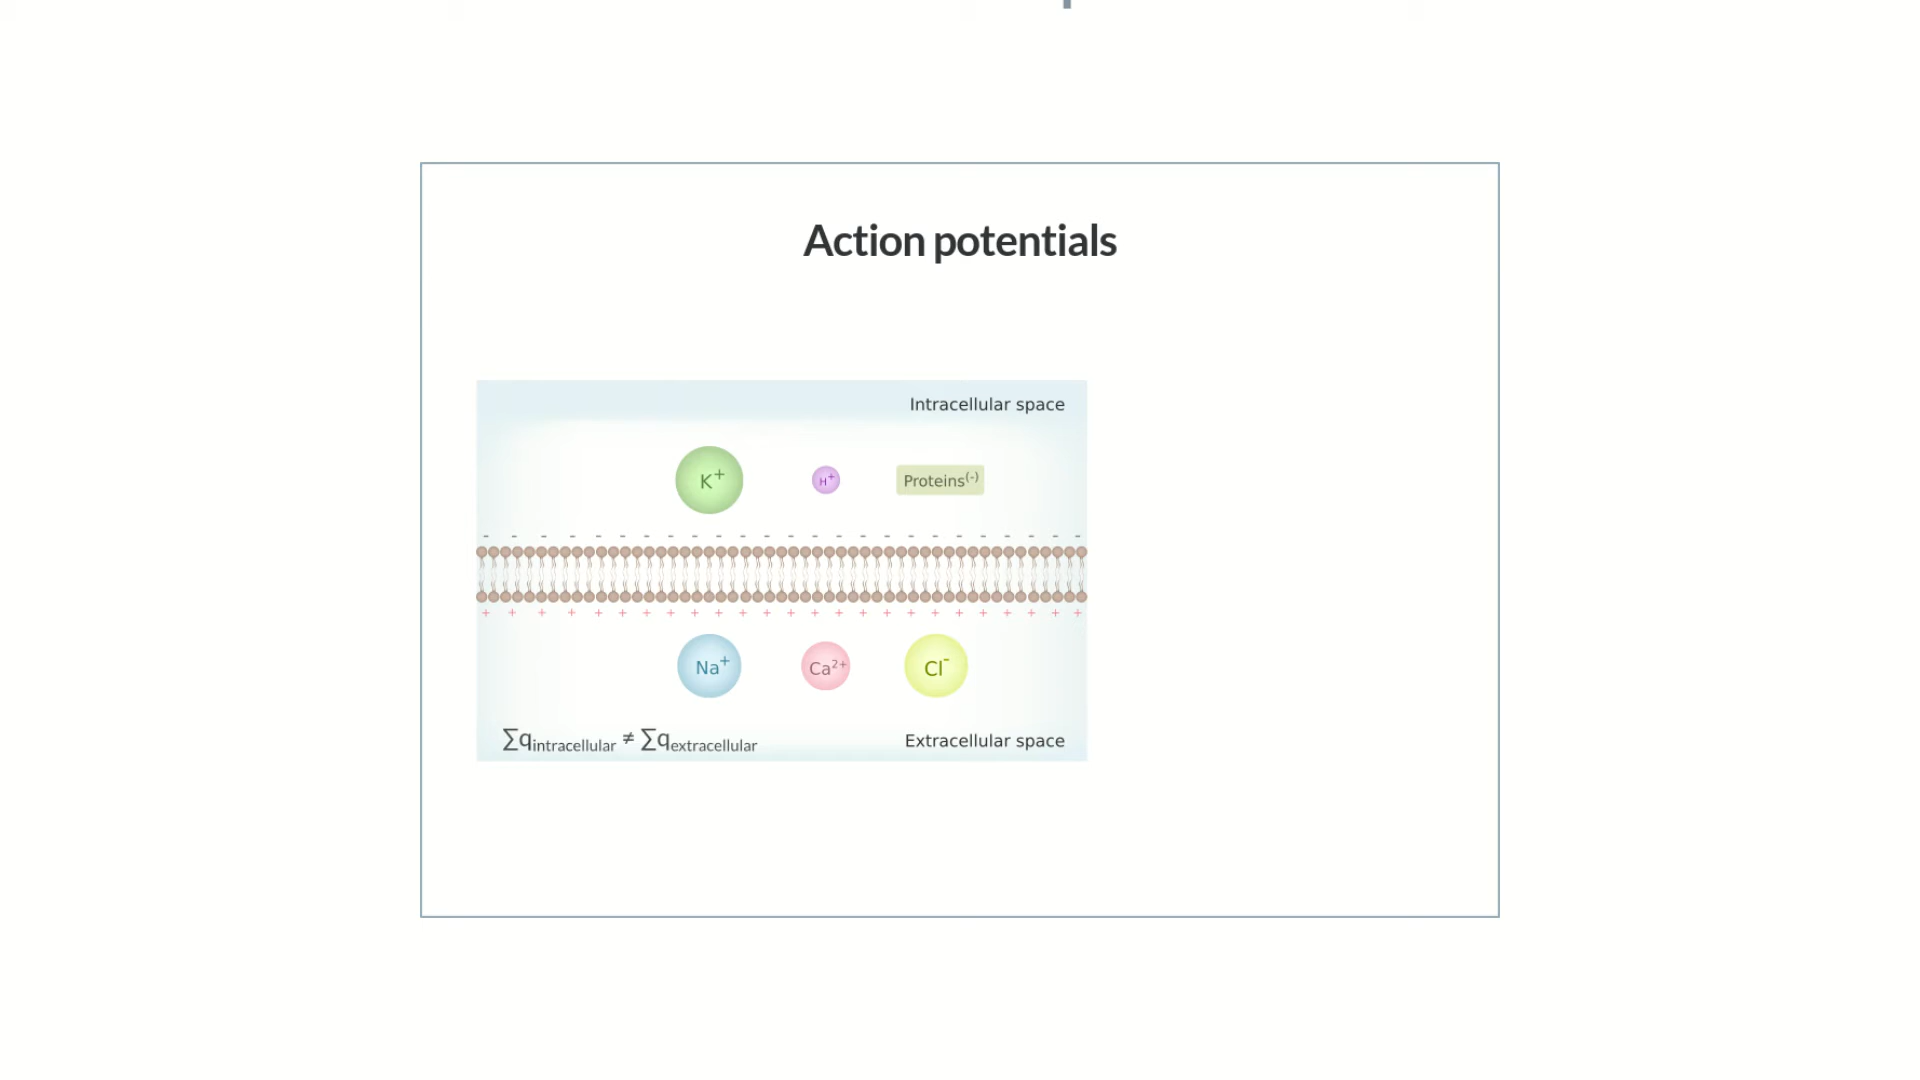 Action potentials
Intracellular space
K⁺ H⁺ Proteins⁽⁻⁾
- - - - - - - - - - - - - - - - - - - - - - - -
+ + + + + + + + + + + + + + + + + + + + + + + +
Na⁺ Ca²⁺ Cl⁻
∑qintracellular ≠ ∑qextracellular
Extracellular space